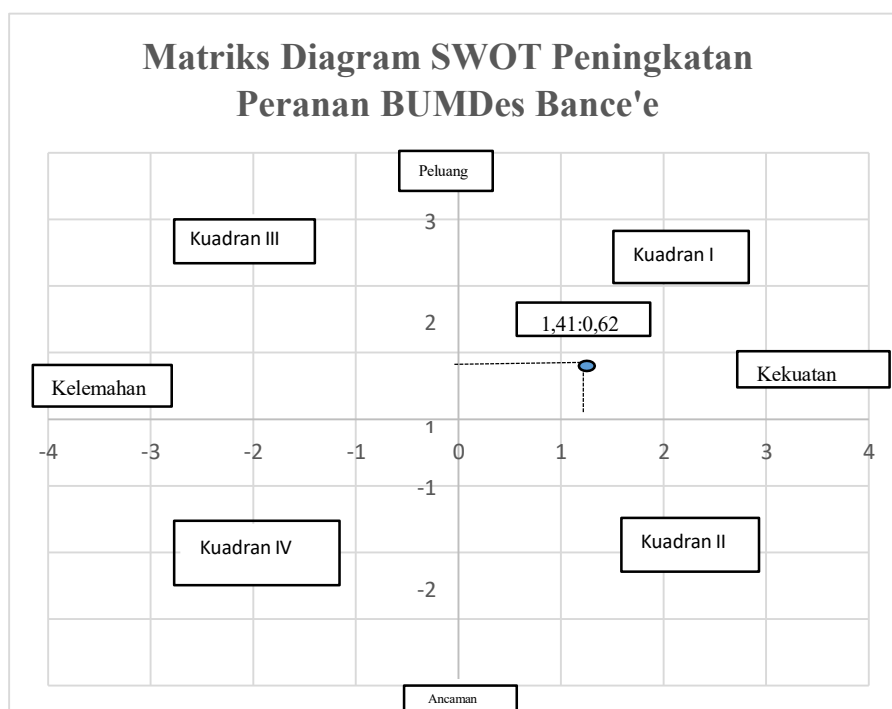 Matriks Diagram SWOT Peningkatan
Peranan BUMDes Bance'e
Peluang
3
Kuadran III
Kuadran I
2
1,41:0,62
Kelemahan
Kekuatan
1
-4 -3 -2 -1 0 1 2 3 4
-1
Kuadran IV
Kuadran II
-2
Ancaman